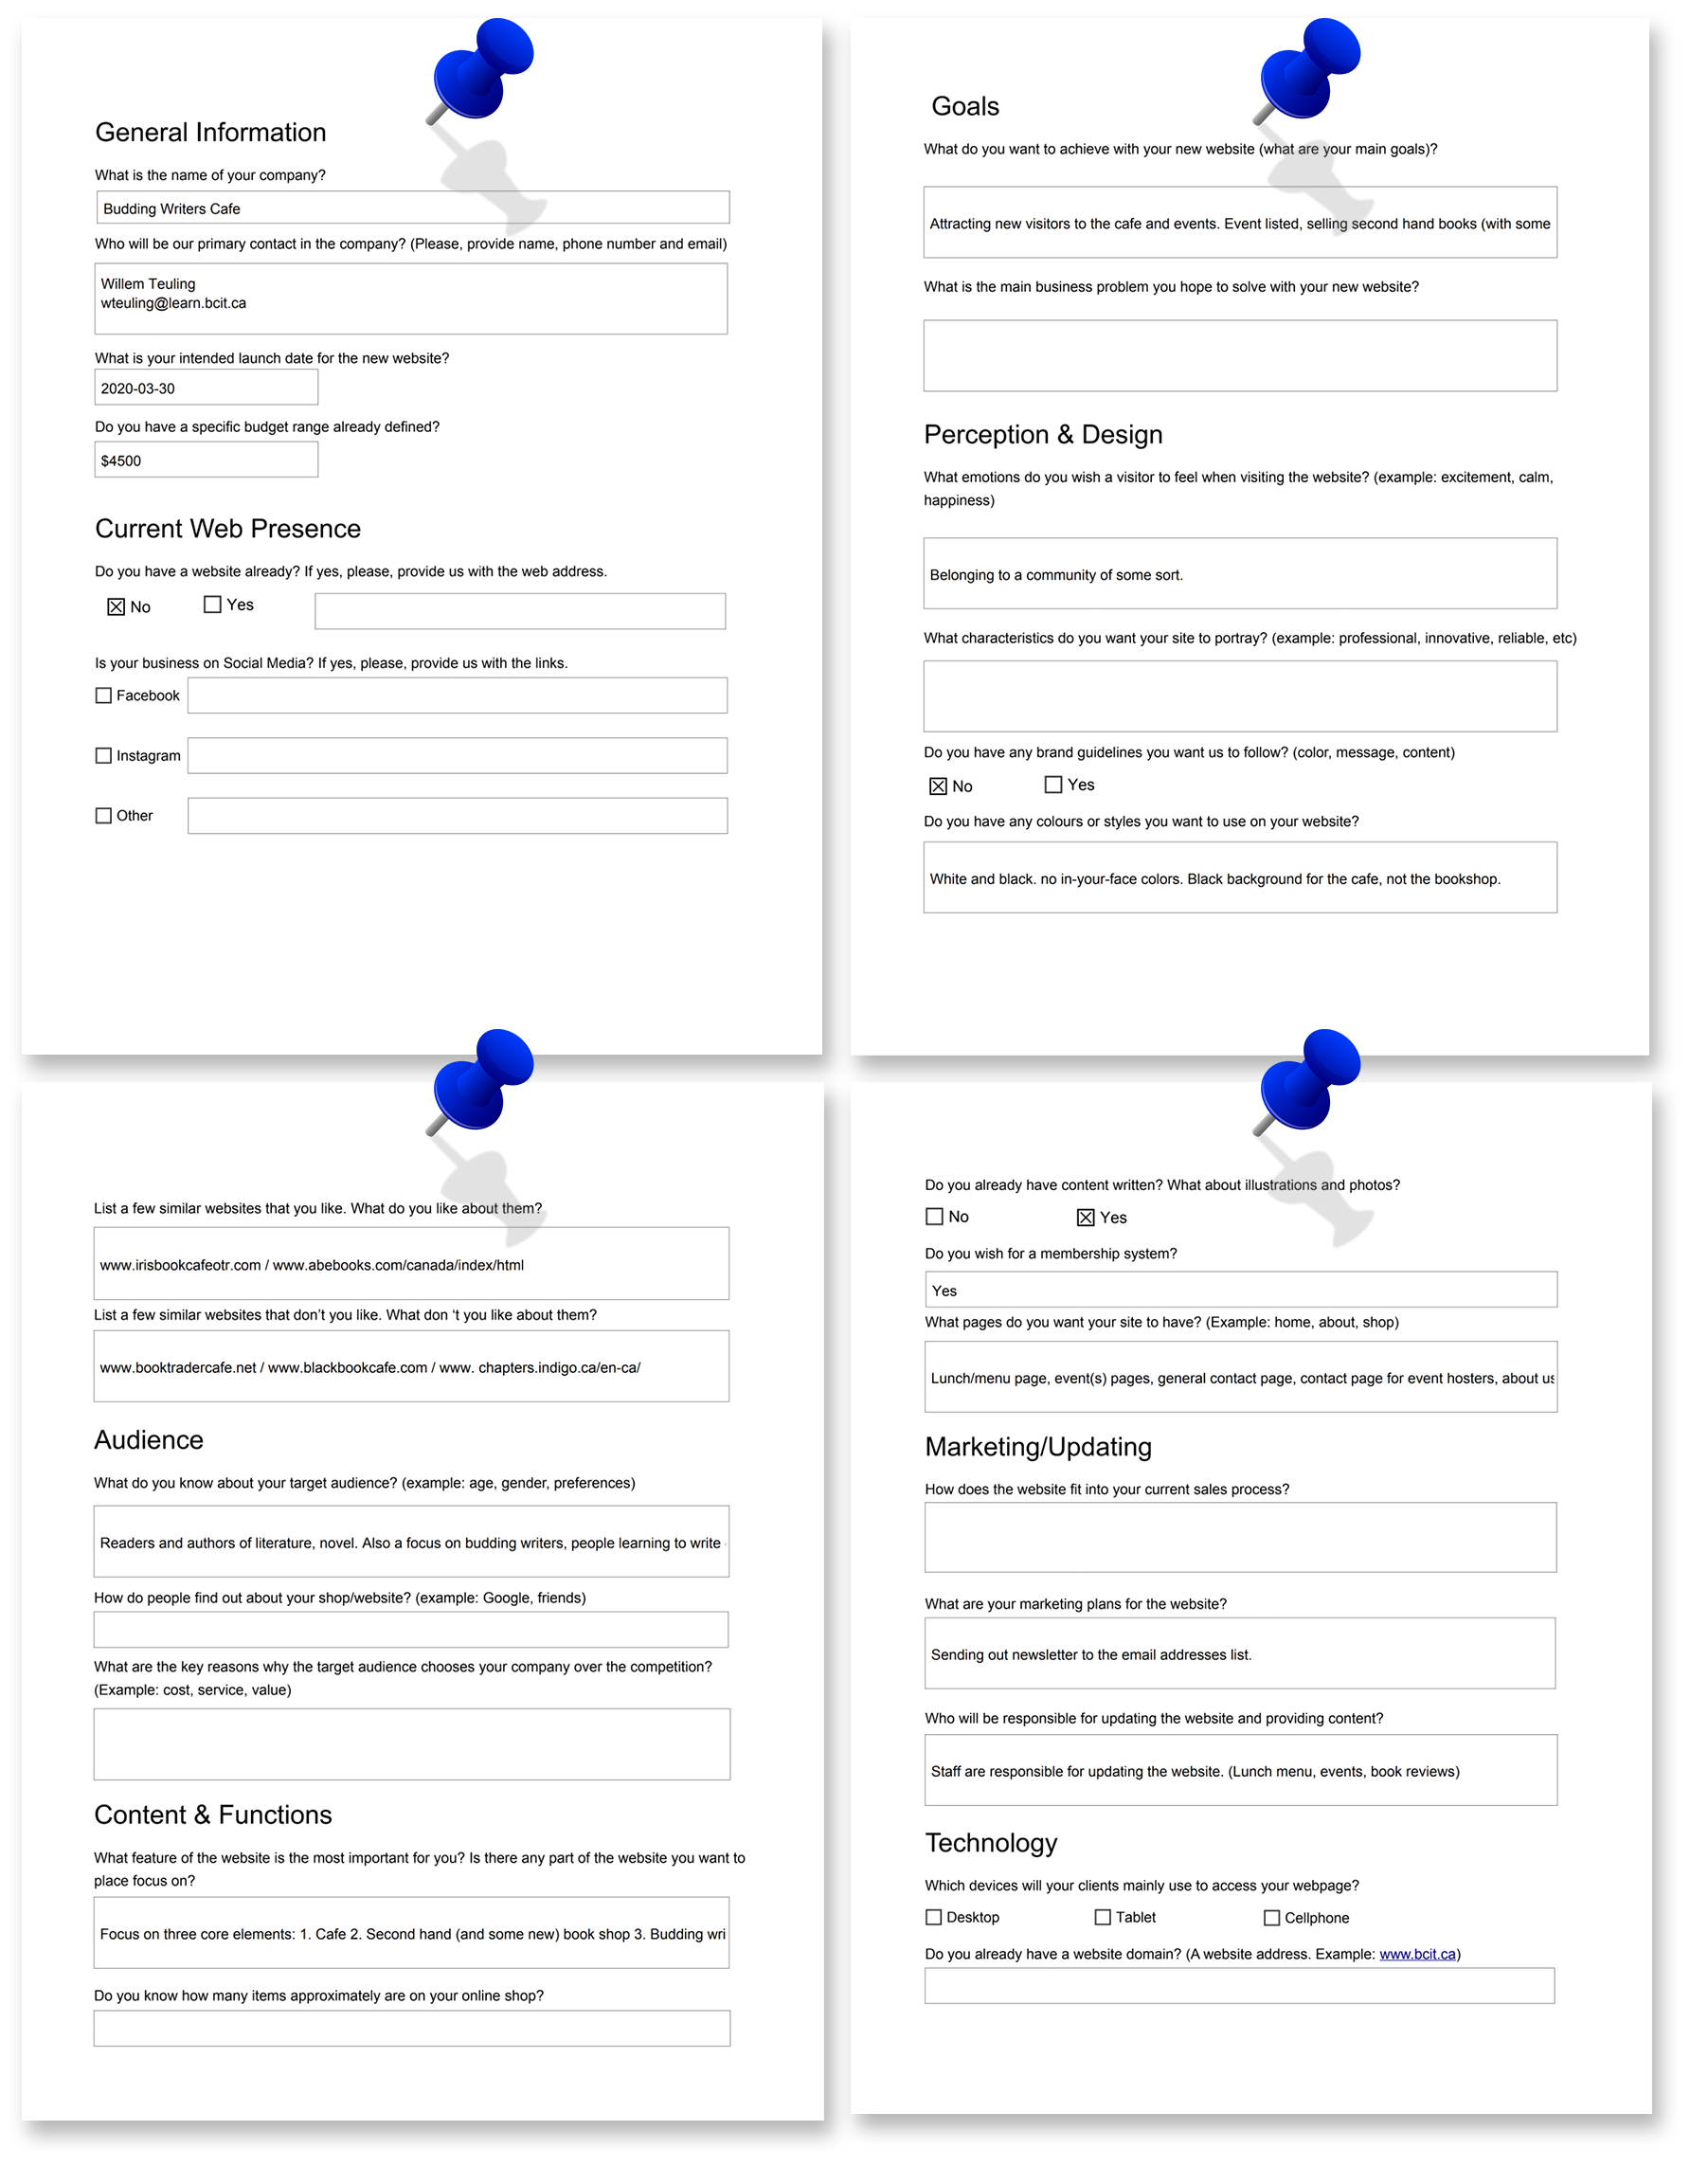 General Information
What is the name of your company?
Budding Writers Cafe
Who will be our primary contact in the company? (Please, provide name, phone number and email)
Willem Teuling
wteuling@learn.bcit.ca
What is your intended launch date for the new website?
2020-03-30
Do you have a specific budget range already defined?
$4500
Current Web Presence
Do you have a website already? If yes, please, provide us with the web address.
No Yes
Is your business on Social Media? If yes, please, provide us with the links.
Facebook
Instagram
Other
Goals
What do you want to achieve with your new website (what are your main goals)?
Attracting new visitors to the cafe and events. Event listed, selling second hand books (with some
What is the main business problem you hope to solve with your new website?
Perception & Design
What emotions do you wish a visitor to feel when visiting the website? (example: excitement, calm,
happiness)
Belonging to a community of some sort.
What characteristics do you want your site to portray? (example: professional, innovative, reliable, etc)
Do you have any brand guidelines you want us to follow? (color, message, content)
No Yes
Do you have any colours or styles you want to use on your website?
White and black. no in-your-face colors. Black background for the cafe, not the bookshop.
List a few similar websites that you like. What do you like about them?
www.irisbookcafeotr.com / www.abebooks.com/canada/index/html
List a few similar websites that don't you like. What don ‘t you like about them?
www.booktradercafe.net / www.blackbookcafe.com / www. chapters.indigo.ca/en-ca/
Audience
What do you know about your target audience? (example: age, gender, preferences)
Readers and authors of literature, novel. Also a focus on budding writers, people learning to write
How do people find out about your shop/website? (example: Google, friends)
What are the key reasons why the target audience chooses your company over the competition?
(Example: cost, service, value)
Content & Functions
What feature of the website is the most important for you? Is there any part of the website you want to
place focus on?
Focus on three core elements: 1. Cafe 2. Second hand (and some new) book shop 3. Budding wri
Do you know how many items approximately are on your online shop?
Do you already have content written? What about illustrations and photos?
No Yes
Do you wish for a membership system?
Yes
What pages do you want your site to have? (Example: home, about, shop)
Lunch/menu page, event(s) pages, general contact page, contact page for event hosters, about us
Marketing/Updating
How does the website fit into your current sales process?
What are your marketing plans for the website?
Sending out newsletter to the email addresses list.
Who will be responsible for updating the website and providing content?
Staff are responsible for updating the website. (Lunch menu, events, book reviews)
Technology
Which devices will your clients mainly use to access your webpage?
Desktop Tablet Cellphone
Do you already have a website domain? (A website address. Example: www.bcit.ca)